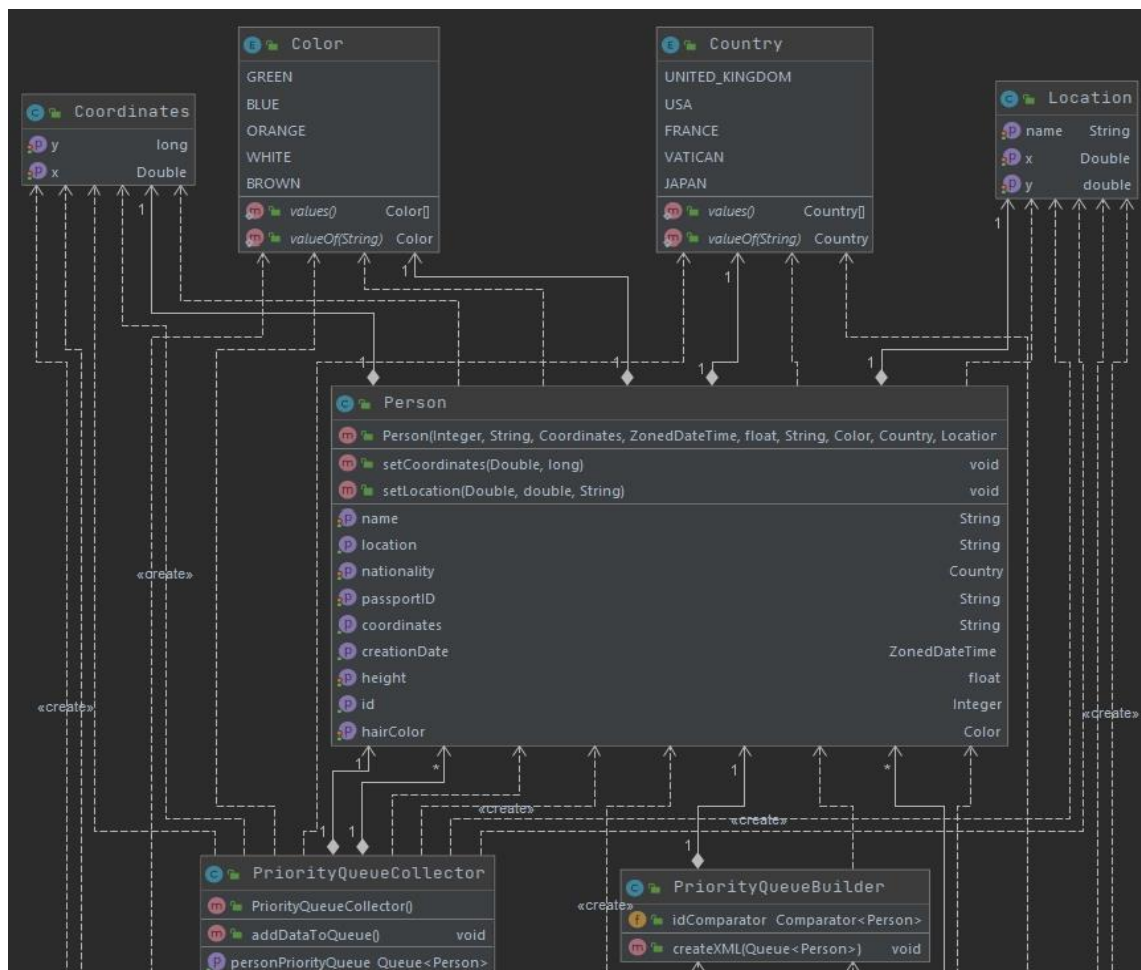 Color
GREEN
BLUE
ORANGE
WHITE
BROWN
values() Color[]
valueOf(String) Color
Country
UNITED_KINGDOM
USA
FRANCE
VATICAN
JAPAN
values() Country[]
valueOf(String) Country
Coordinates
y long
x Double
Location
name String
x Double
y double
1
1
1
1
1
1
1
1
Person
Person(Integer, String, Coordinates, ZonedDateTime, float, String, Color, Country, Location
setCoordinates(Double, long) void
setLocation(Double, double, String) void
name String
location String
nationality Country
passportID String
coordinates String
creationDate ZonedDateTime
height float
id Integer
hairColor Color
«create»
«create»
«create»
1
*
1
*
«create»
«create»
1
1
1
PriorityQueueCollector
PriorityQueueCollector()
addDataToQueue() void
personPriorityQueue Queue<Person>
«create»
PriorityQueueBuilder
idComparator Comparator<Person>
createXML(Queue<Person>) void